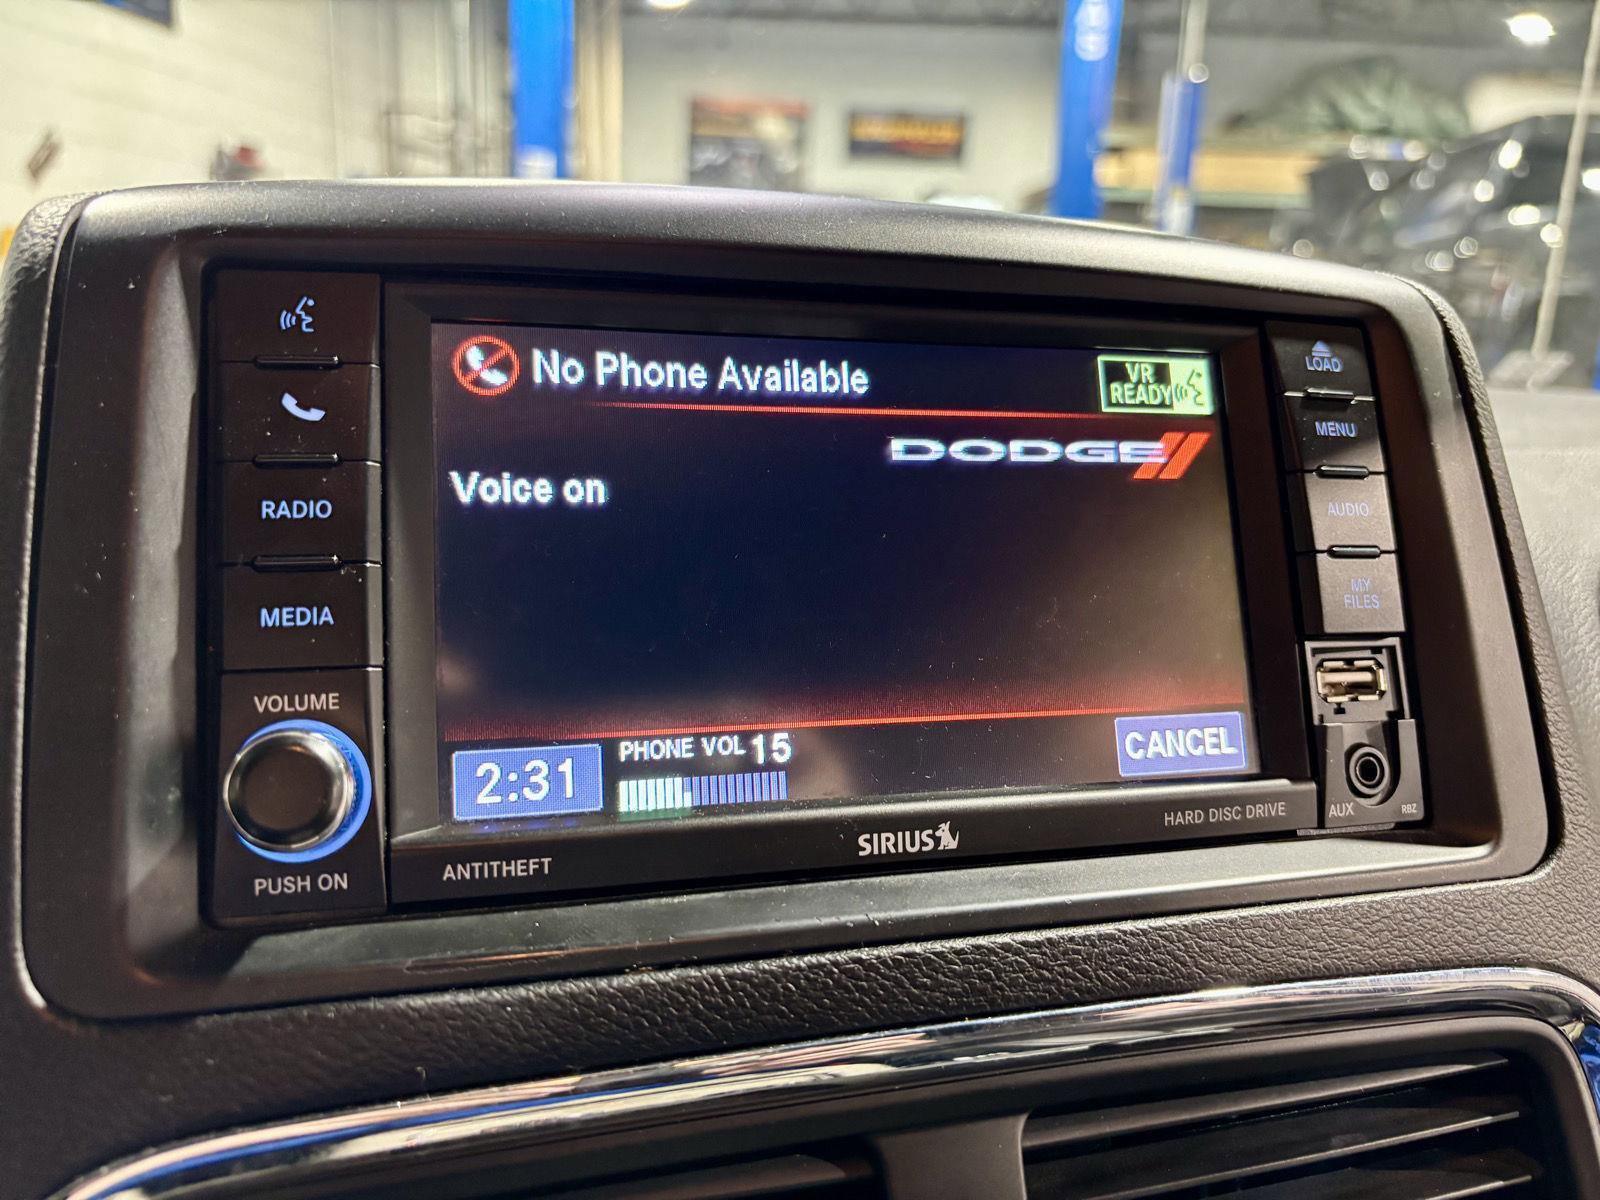 No Phone Available
VR
READY
DODGE
Voice on
2:31
PHONE VOL 15
CANCEL
RADIO
MEDIA
VOLUME
PUSH ON
LOAD
MENU
AUDIO
MY
FILES
AUX
RBZ
ANTITHEFT
SIRIUS
HARD DISC DRIVE